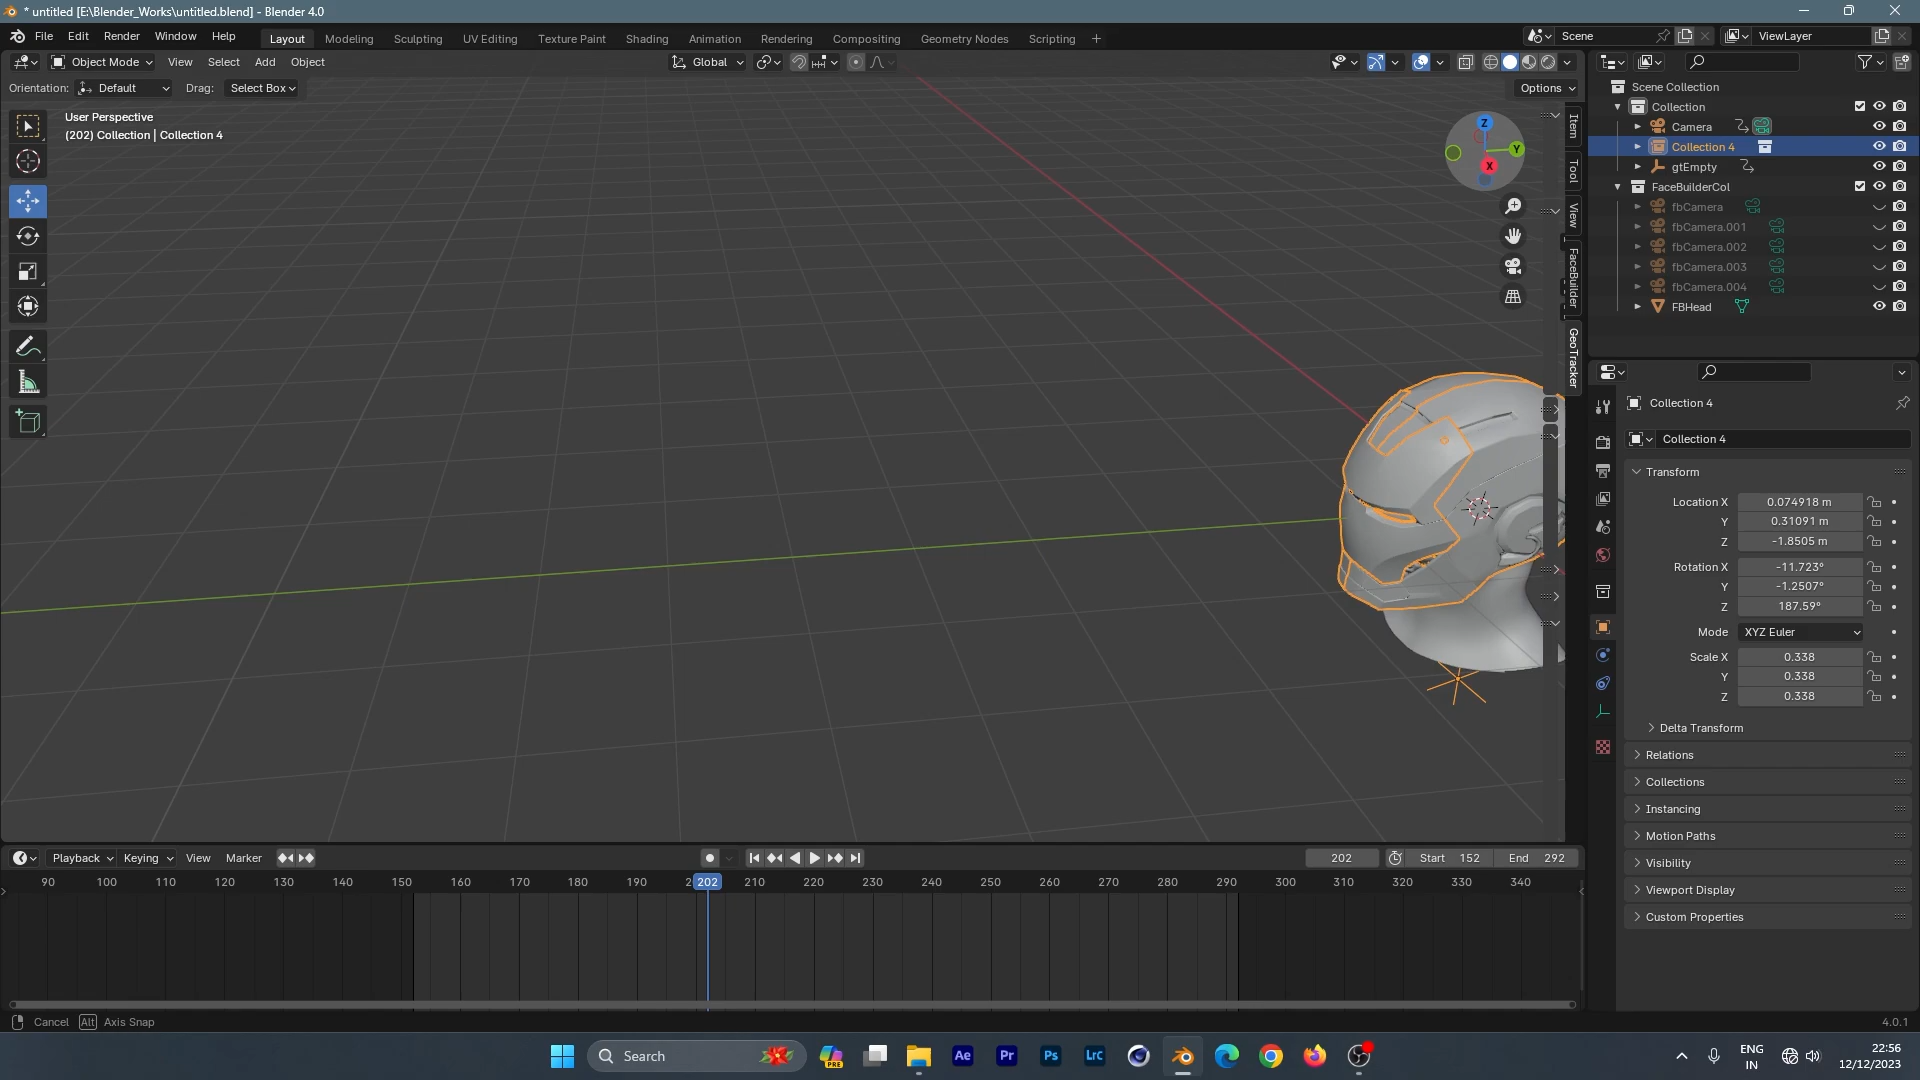 * untitled [E:\Blender_Works\untitled.blend] - Blender 4.0
File Edit Render Window Help
Layout Modeling Sculpting UV Editing Texture Paint Shading Animation Rendering Compositing Geometry Nodes Scripting +
Scene
ViewLayer
Object Mode View Select Add Object
Global
Orientation: Default Drag: Select Box
Options
User Perspective
(202) Collection | Collection 4
Z
Y
X
Item
Tool
View
FaceBuilder
GeoTracker
Scene Collection
Collection
Camera
Collection 4
gtEmpty
FaceBuilderCol
fbCamera
fbCamera.001
fbCamera.002
fbCamera.003
fbCamera.004
FBHead
Collection 4
Collection 4
Transform
Location X 0.074918 m
Y 0.31091 m
Z -1.8505 m
Rotation X -11.723°
Y -1.2507°
Z 187.59°
Mode XYZ Euler
Scale X 0.338
Y 0.338
Z 0.338
Delta Transform
Relations
Collections
Instancing
Motion Paths
Visibility
Viewport Display
Custom Properties
Playback Keying View Marker
202 Start 152 End 292
90 100 110 120 130 140 150 160 170 180 190 2 202 210 220 230 240 250 260 270 280 290 300 310 320 330 340
Cancel Alt Axis Snap
4.0.1
Search
PRE
Ae
Pr
Ps
LrC
ENG
IN
22:56
12/12/2023